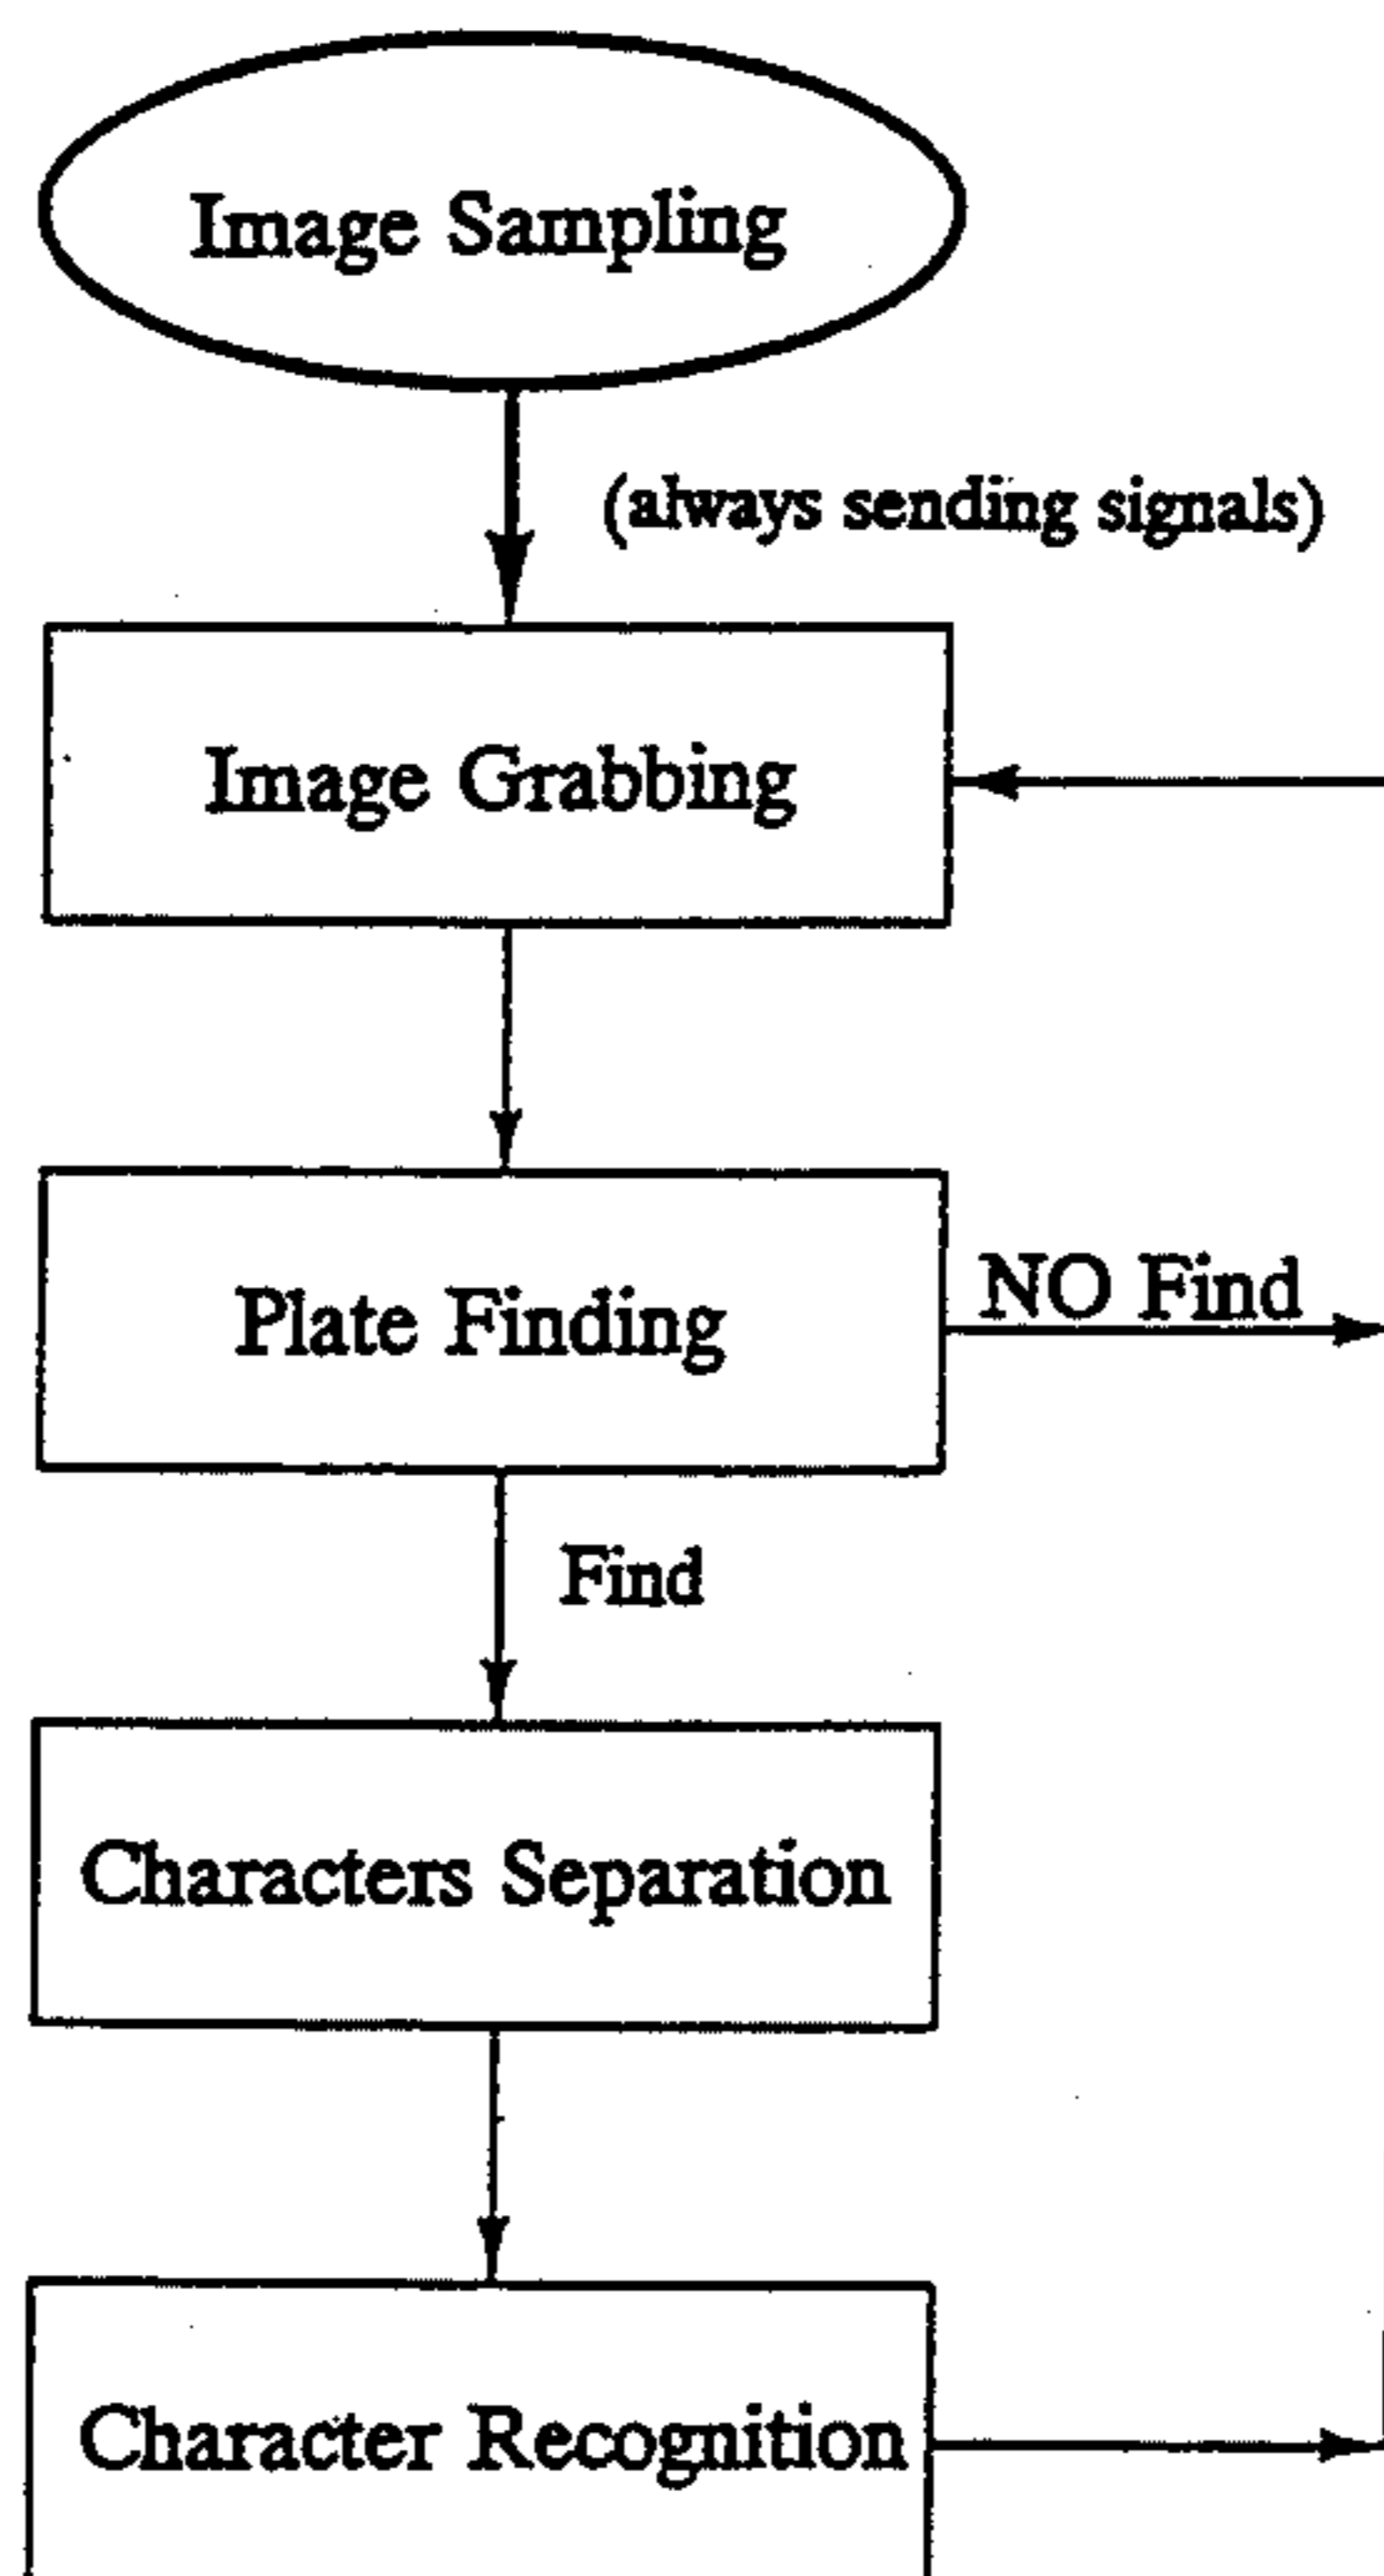 Image Sampling
(always sending signals)
Image Grabbing
Plate Finding
NO Find
Find
Characters Separation
Character Recognition